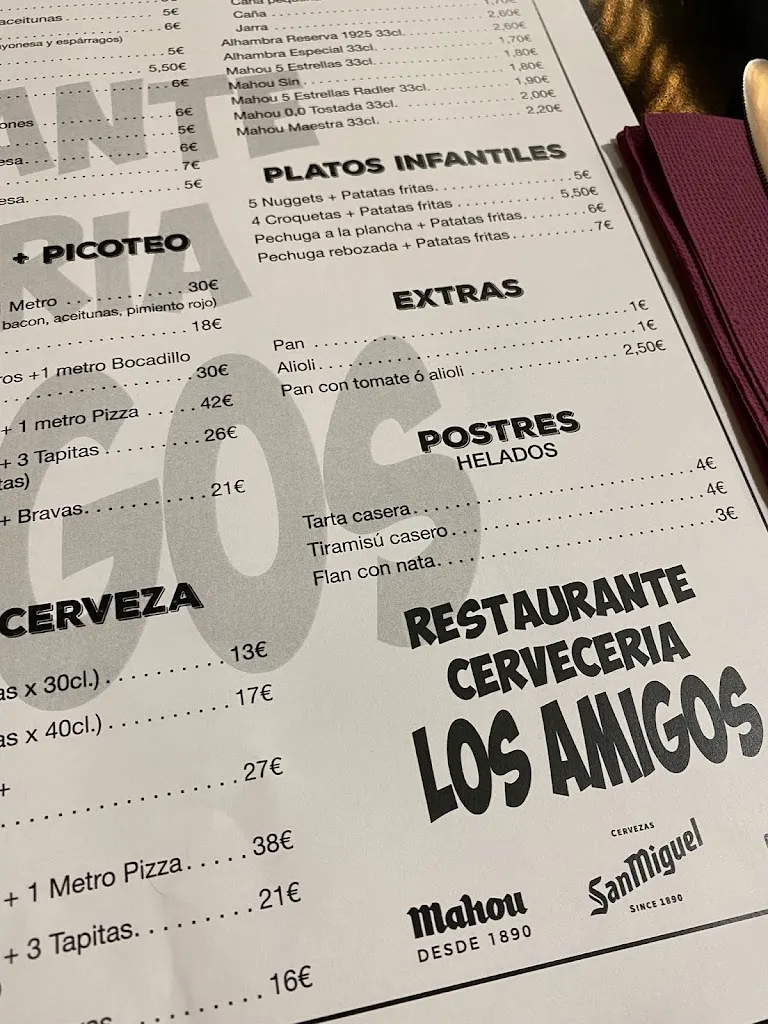 aceitunas . . . . 5€
6€
yonesa y espárragos)
5€
5,50€
6€
ones . . . . 6€
5€
esa. . . . 6€
7€
esa. . . . 5€
+ PICOTEO
Metro . . . . 30€
bacon, aceitunas, pimiento rojo)
18€
ros +1 metro Bocadillo
30€
+ 1 metro Pizza . . . . . 42€
+ 3 Tapitas . . . . 26€
tas)
+ Bravas. . . . 21€
CERVEZA
as x 30cl.) . . . . 13€
as x 40cl.) . . . . 17€
+
27€
+ 1 Metro Pizza . . . . . 38€
+ 3 Tapitas. . . . 21€
)
16€
Caña . . . . 1,70€
Jarra . . . . 2,60€
Alhambra Reserva 1925 33cl. . . . 2,60€
Alhambra Especial 33cl. . . . 1,70€
Mahou 5 Estrellas 33cl. . . . 1,80€
Mahou Sin . . . . 1,80€
Mahou 5 Estrellas Radler 33cl. . . . 1,90€
Mahou 0,0 Tostada 33cl. . . . 2,00€
Mahou Maestra 33cl. . . . 2,20€
PLATOS INFANTILES
5 Nuggets + Patatas fritas. . . . 5€
4 Croquetas + Patatas fritas . . . . 5,50€
Pechuga a la plancha + Patatas fritas. . . . 6€
Pechuga rebozada + Patatas fritas . . . . 7€
EXTRAS
Pan . . . . 1€
Alioli. . . . 1€
Pan con tomate ó alioli . . . . 2,50€
POSTRES
HELADOS
Tarta casera. . . . 4€
Tiramisú casero. . . . 4€
Flan con nata. . . . 3€
RESTAURANTE
CERVECERIA
LOS AMIGOS
Mahou
DESDE 1890
CERVEZAS
SanMiguel
SINCE 1890